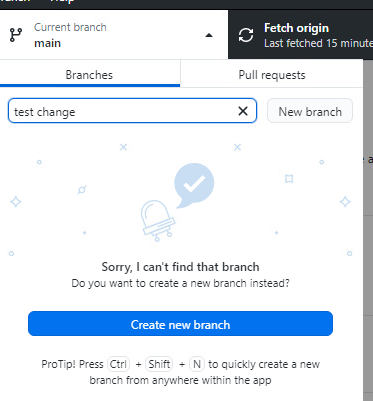 Help
Current branch
main
Fetch origin
Last fetched 15 minute
Branches
Pull requests
test change
New branch
Sorry, I can't find that branch
Do you want to create a new branch instead?
Create new branch
ProTip! Press Ctrl + Shift + N to quickly create a new
branch from anywhere within the app